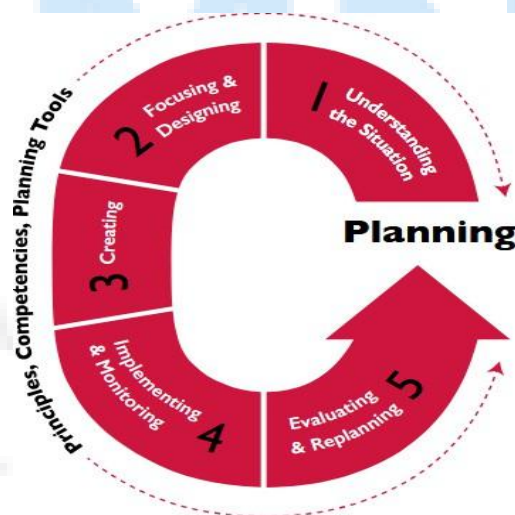 1
Understanding
the Situation
2
Focusing &
Designing
3
Creating
4
Implementing
& Monitoring
5
Evaluating
& Replanning
Planning
Principles, Competencies, Planning Tools